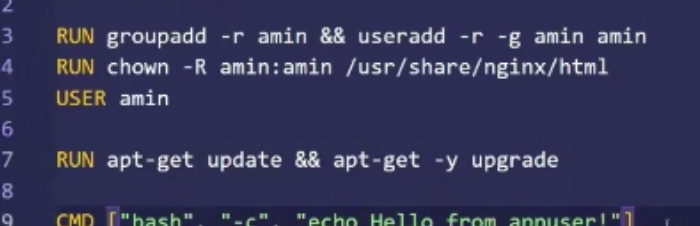 2
3 RUN groupadd -r amin && useradd -r -g amin amin
4 RUN chown -R amin:amin /usr/share/nginx/html
5 USER amin
6
7 RUN apt-get update && apt-get -y upgrade
8
9 CMD ["bash", "-c", "echo Hello from appuser!"]